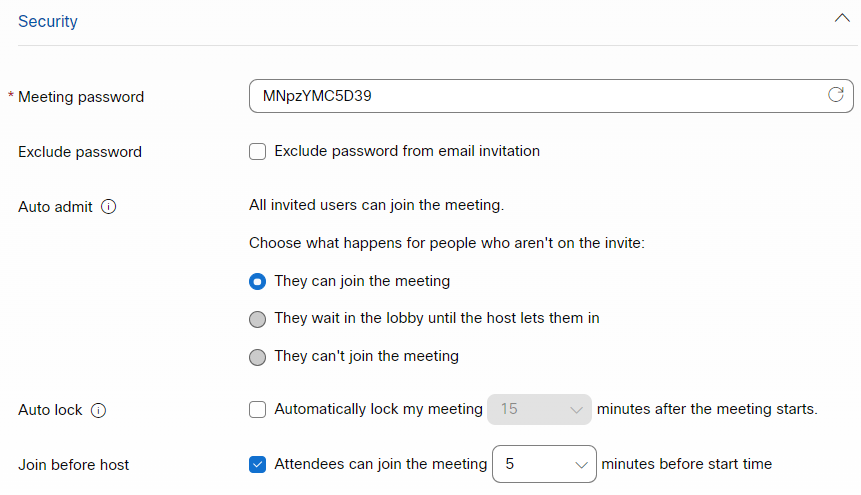 Security
* Meeting password MNpzYMC5D39
Exclude password Exclude password from email invitation
Auto admit All invited users can join the meeting.
Choose what happens for people who aren't on the invite:
They can join the meeting
They wait in the lobby until the host lets them in
They can't join the meeting
Auto lock Automatically lock my meeting 15 minutes after the meeting starts.
Join before host Attendees can join the meeting 5 minutes before start time